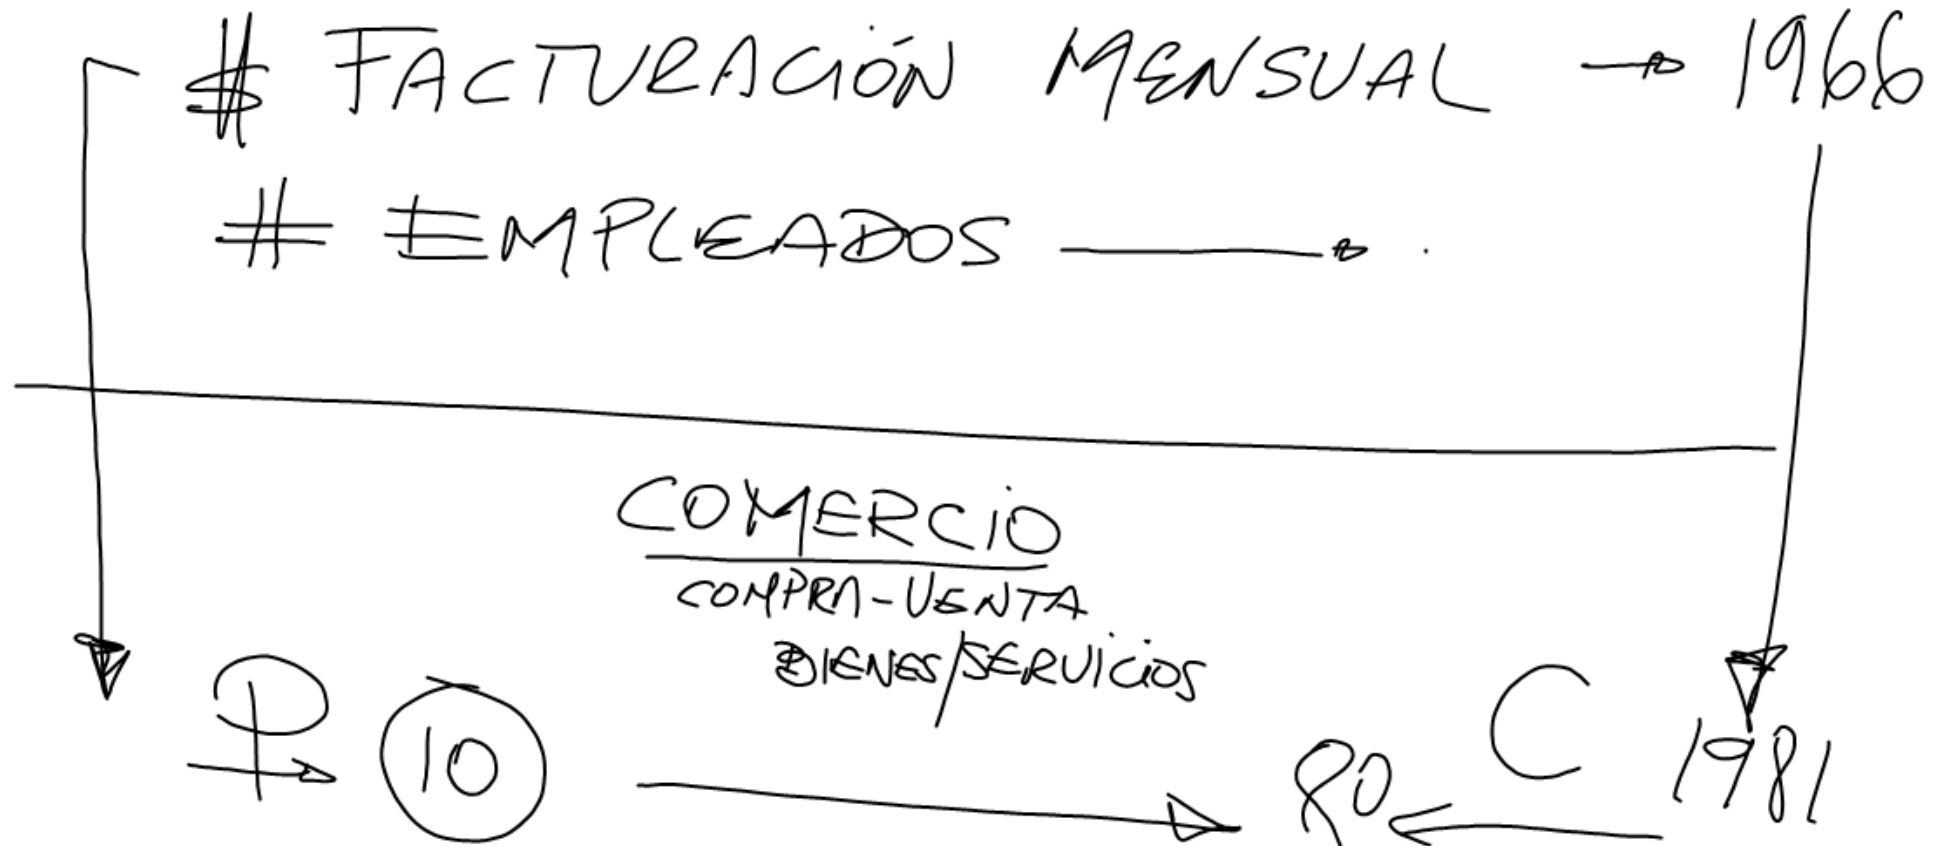 $ FACTURACIÓN MENSUAL → 1966
# EMPLEADOS →
COMERCIO
COMPRA-VENTA
BIENES/SERVICIOS
P 10 → 80 ← C 1981